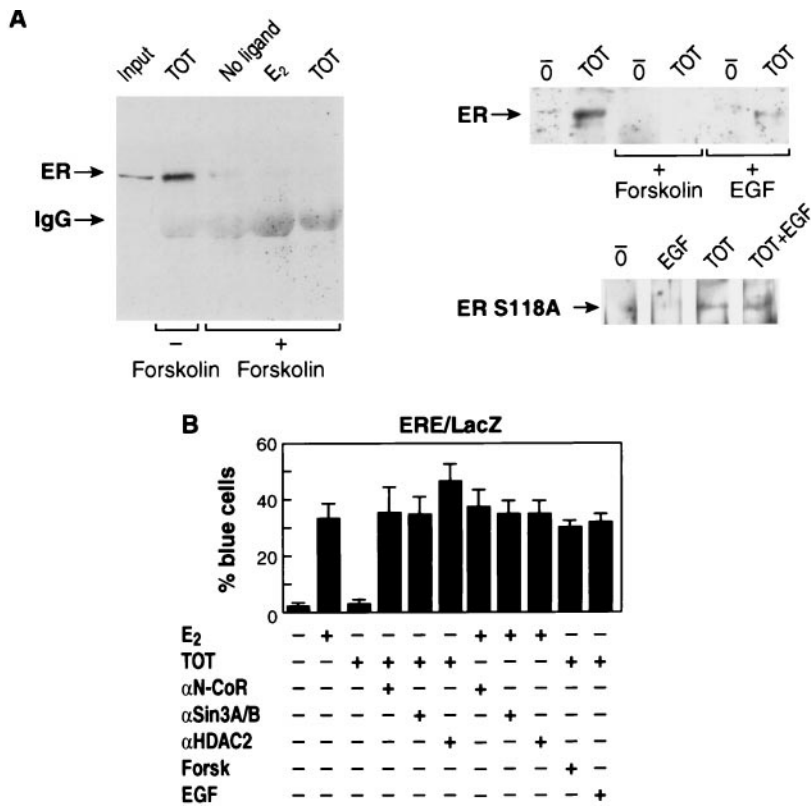 A
Input TOT No ligand E₂ TOT
ER
IgG
− +
Forskolin Forskolin
0̄ TOT 0̄ TOT 0̄ TOT
ER
+ +
Forskolin EGF
0̄ EGF TOT TOT+EGF
ER S118A
B
ERE/LacZ
% blue cells
60
40
20
0
E₂ − + − − − − + + + − −
TOT − − + + + + − − − + +
αN-CoR − − − + − − + − − − −
αSin3A/B − − − − + − − + − − −
αHDAC2 − − − − − + − − + − −
Forsk − − − − − − − − − + −
EGF − − − − − − − − − − +